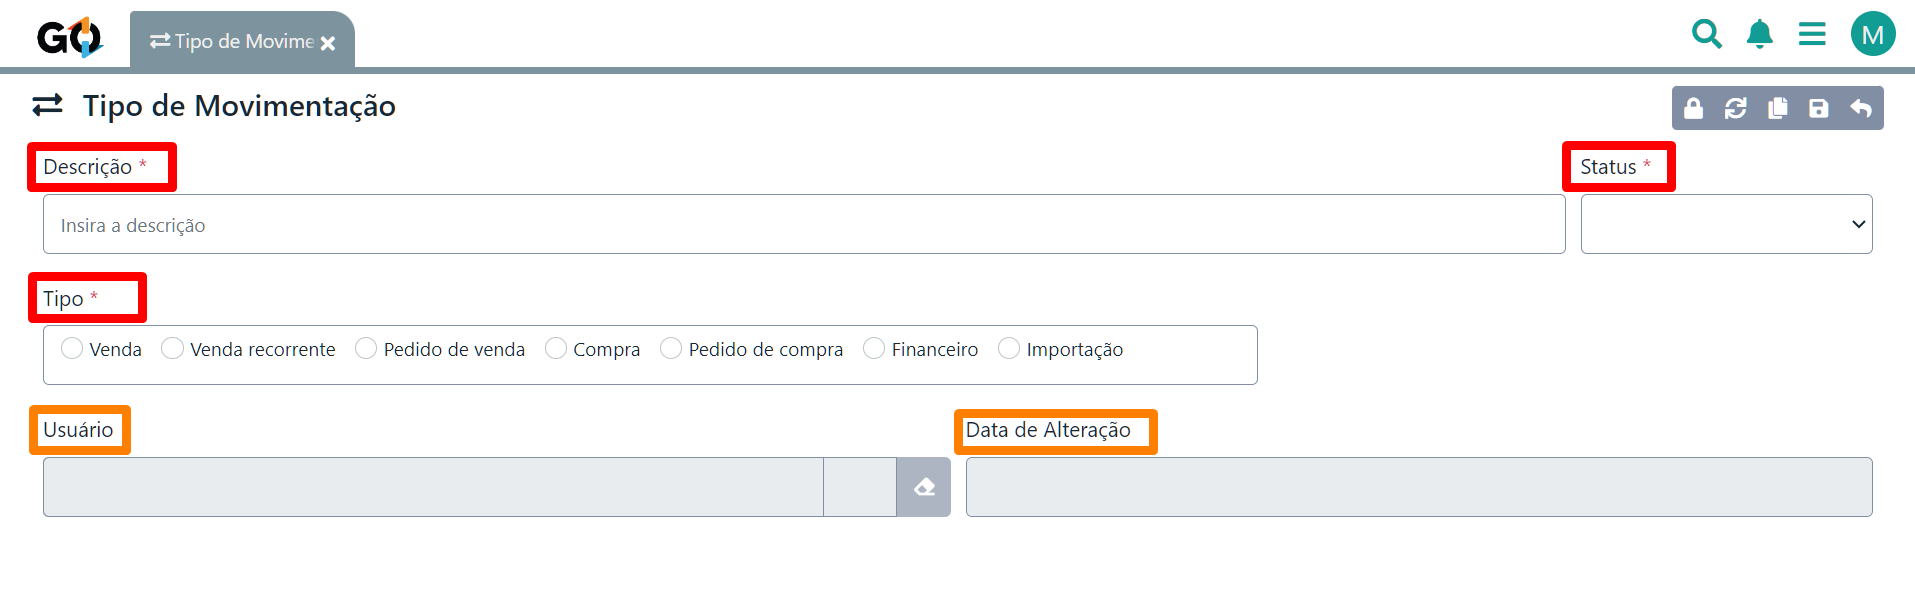 GO
Tipo de Movime
M
Tipo de Movimentação
Descrição *
Status *
Insira a descrição
Tipo *
Venda Venda recorrente Pedido de venda Compra Pedido de compra Financeiro Importação
Usuário
Data de Alteração